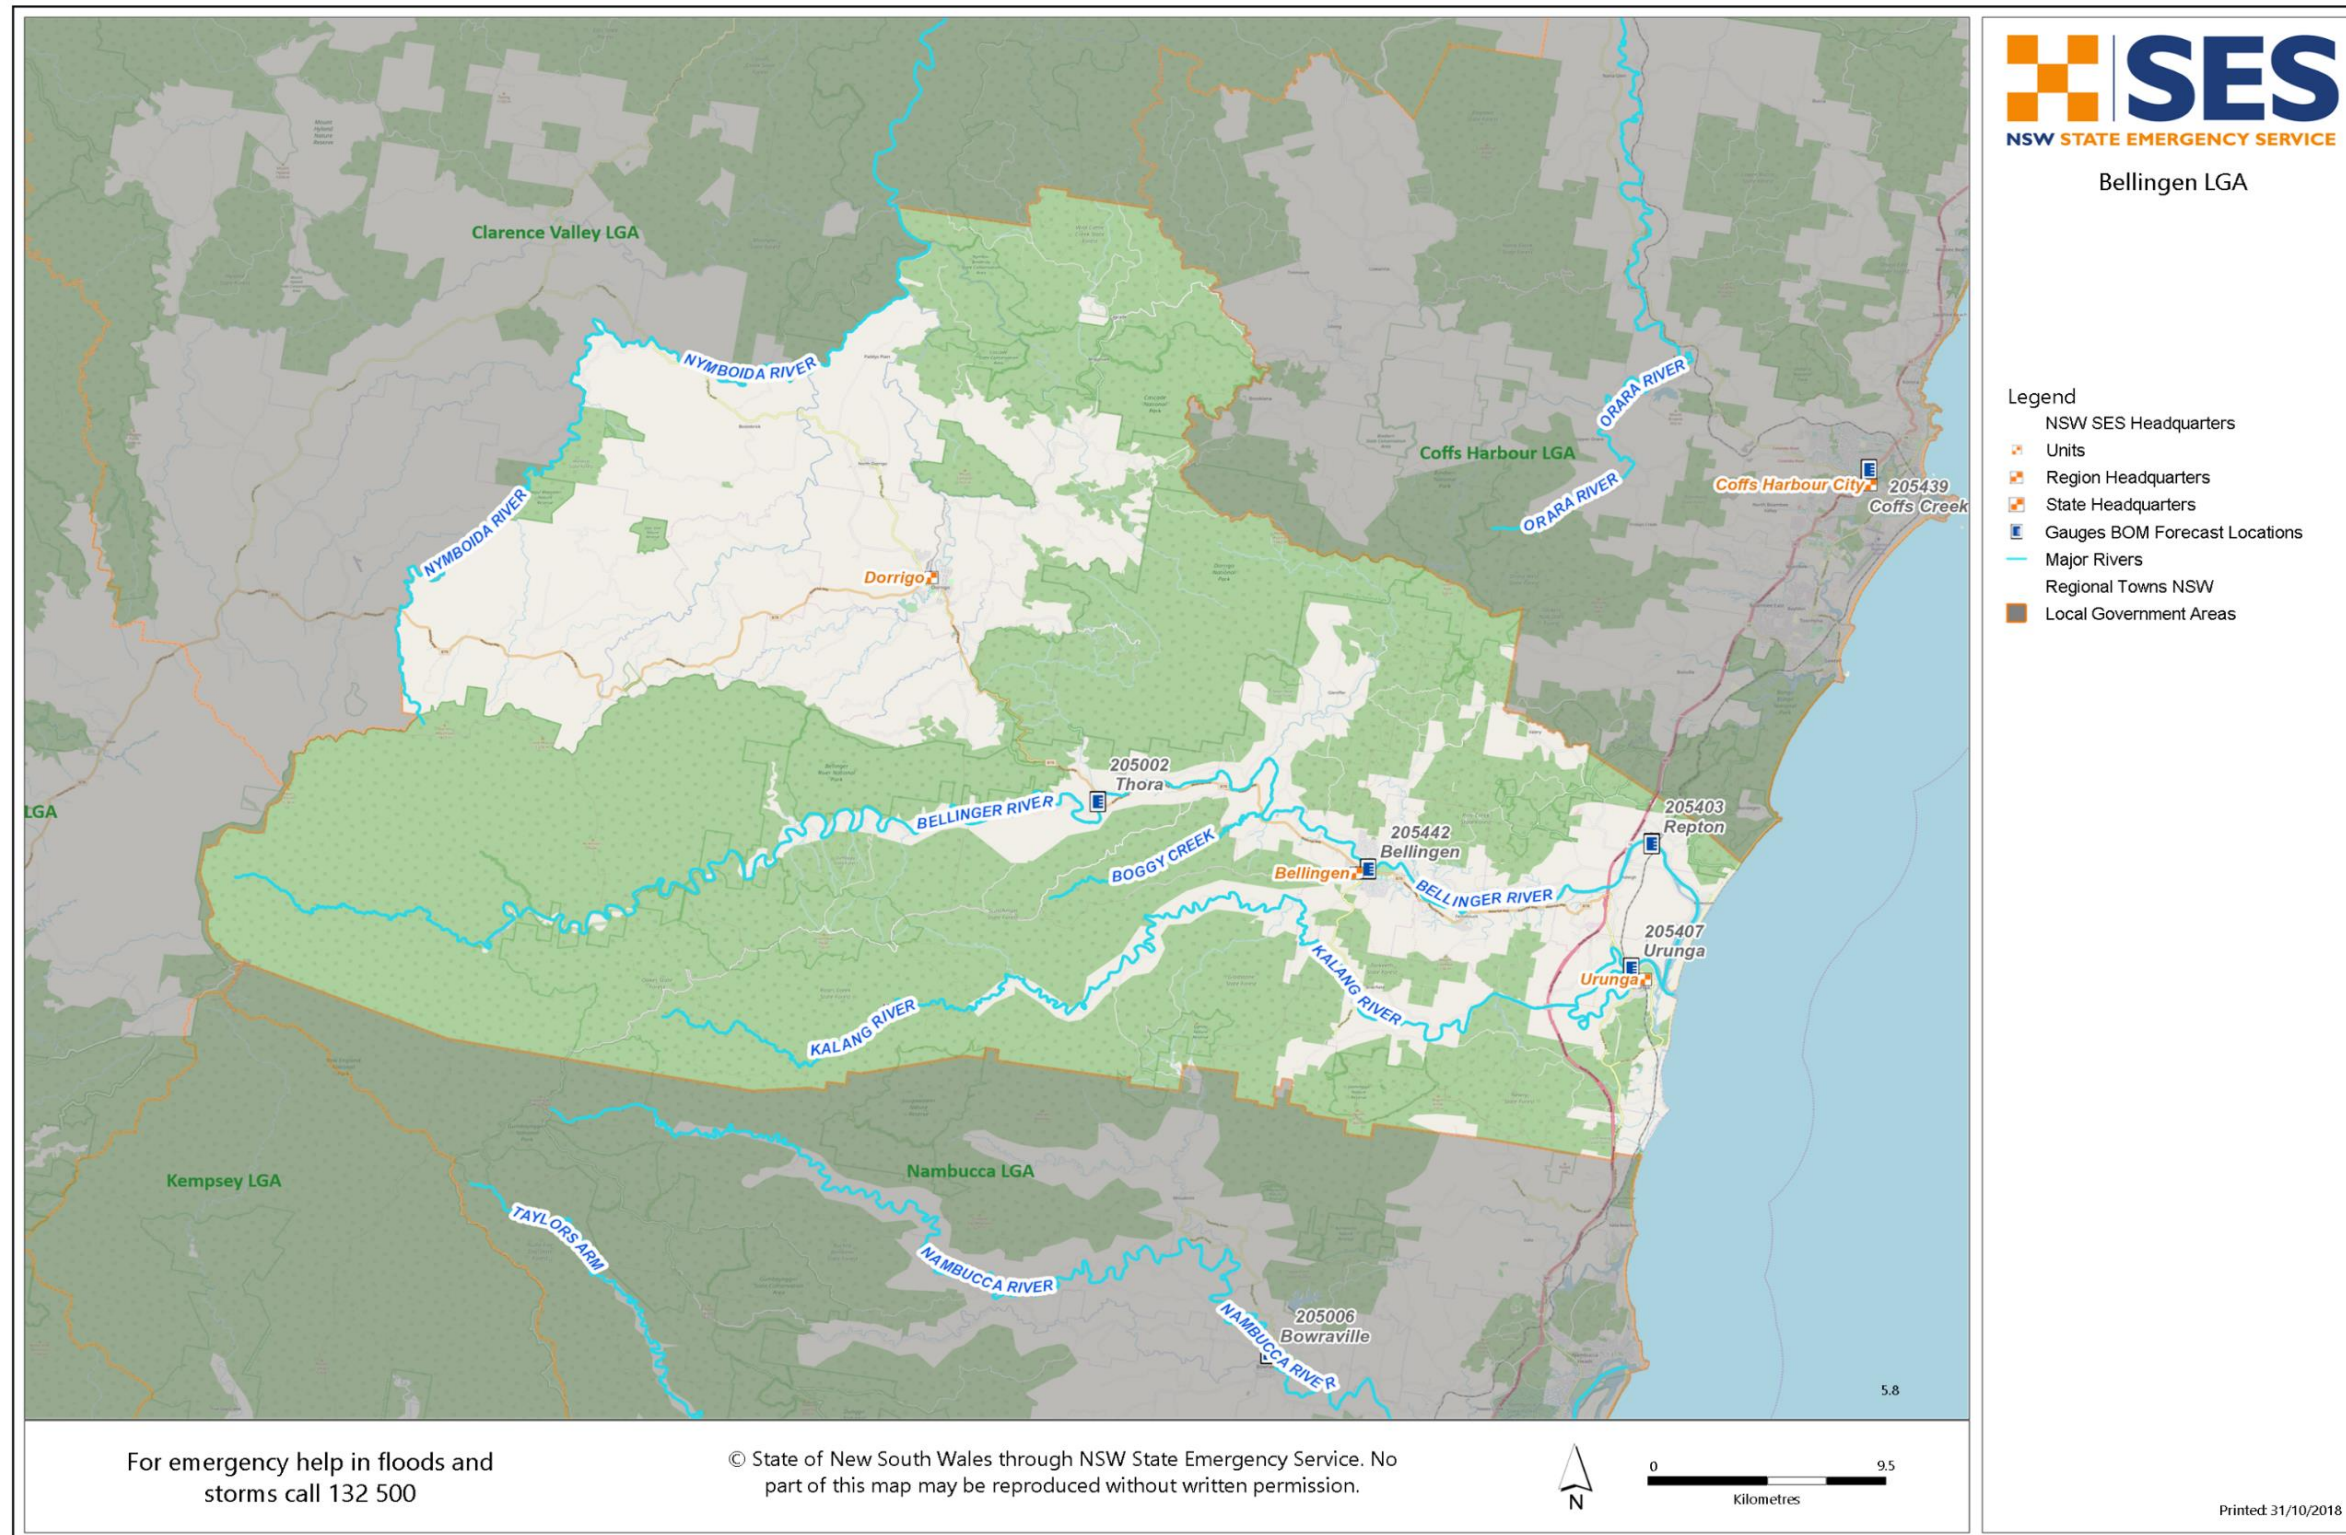 SES
NSW STATE EMERGENCY SERVICE
Bellingen LGA
Legend
NSW SES Headquarters
Units
Region Headquarters
State Headquarters
Gauges BOM Forecast Locations
Major Rivers
Regional Towns NSW
Local Government Areas
Clarence Valley LGA
NYMBOIDA RIVER
ORARA RIVER
Coffs Harbour LGA
Coffs Harbour City
205439
Coffs Creek
ORARA RIVER
NYMBOIDA RIVER
Dorrigo
205002
Thora
LGA
BELLINGER RIVER
205403
Repton
BOGGY CREEK
205442
Bellingen
Bellingen
BELLINGER RIVER
205407
Urunga
Urunga
KALANG RIVER
KALANG RIVER
Kempsey LGA
Nambucca LGA
TAYLORS ARM
NAMBUCCA RIVER
205006
Bowraville
NAMBUCCA RIVER
5.8
For emergency help in floods and
storms call 132 500
© State of New South Wales through NSW State Emergency Service. No
part of this map may be reproduced without written permission.
N
0 9.5
Kilometres
Printed: 31/10/2018